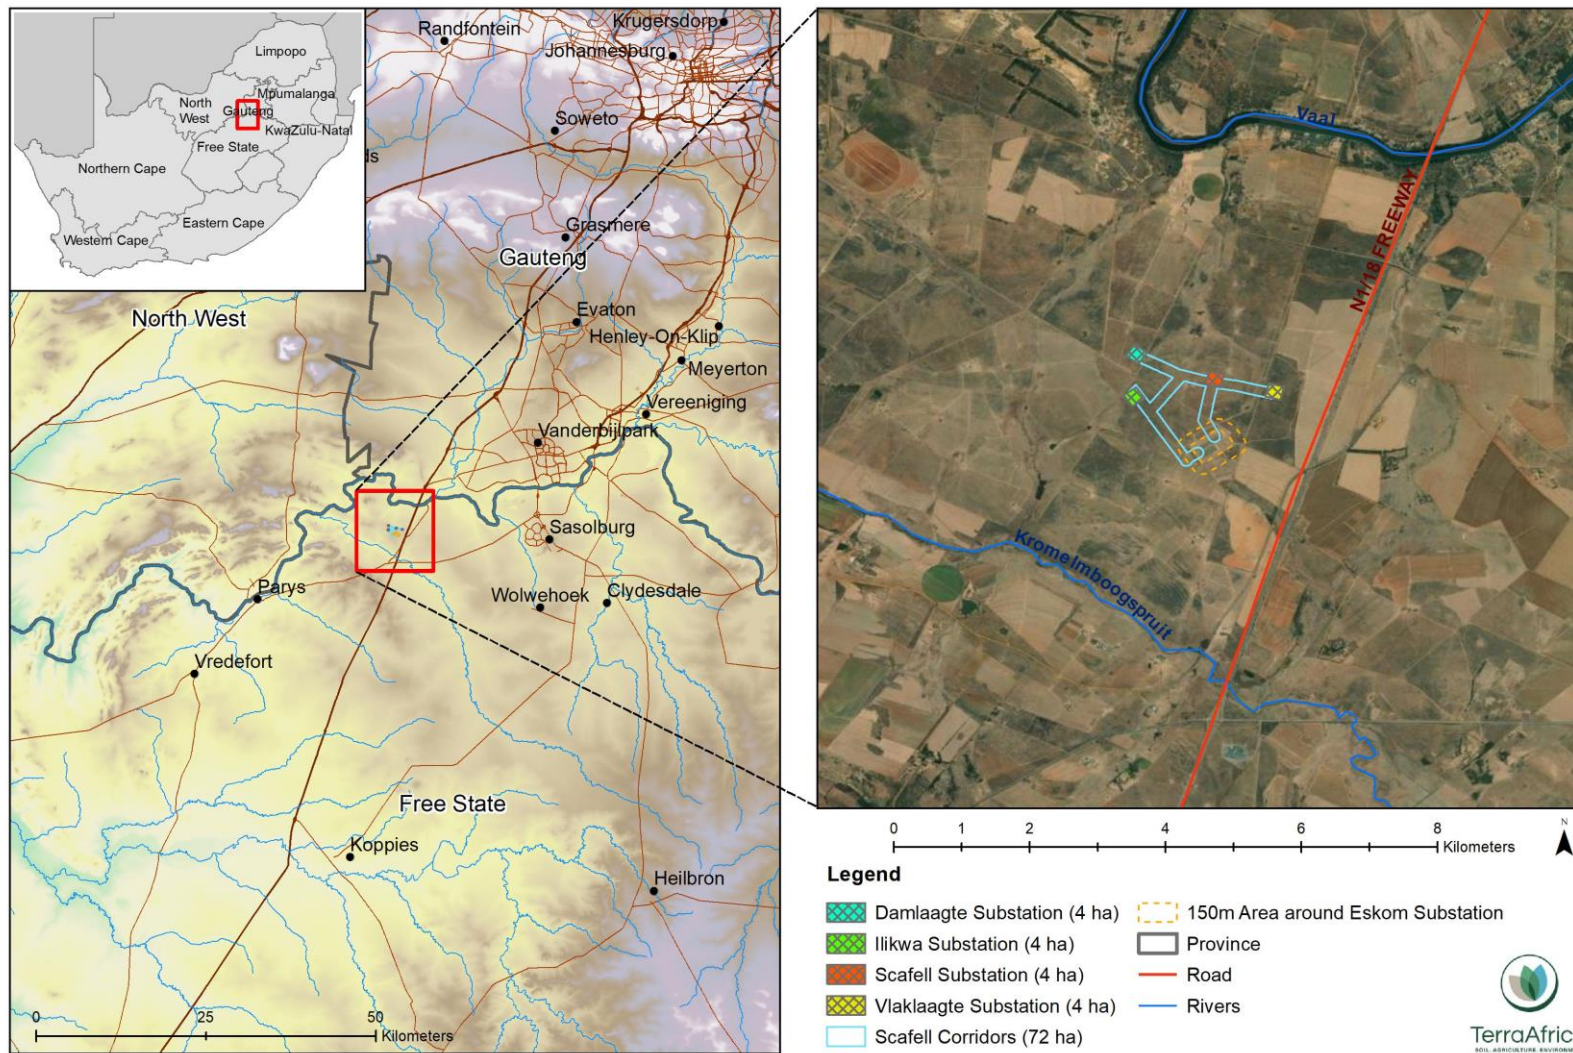 Limpopo
North
West
Mpumalanga
Gauteng
KwaZulu-Natal
Free State
Northern Cape
Eastern Cape
Western Cape
Krugersdorp
Randfontein
Johannesburg
Soweto
ds
Grasmere
Gauteng
North West
Evaton
Henley-On-Klip
Meyerton
Vereeniging
Vanderbijlpark
Sasolburg
Parys
Wolwehoek
Clydesdale
Vredefort
Free State
Koppies
Heilbron
0 25 50
Kilometers
Vaal
N1/18 FREEWAY
Kromelmboogspruit
0 1 2 4 6 8
Kilometers
N
Legend
Damlaagte Substation (4 ha)
Ilikwa Substation (4 ha)
Scafell Substation (4 ha)
Vlaklaagte Substation (4 ha)
Scafell Corridors (72 ha)
150m Area around Eskom Substation
Province
Road
Rivers
TerraAfric
SOIL.AGRICULTURE.ENVIRONM